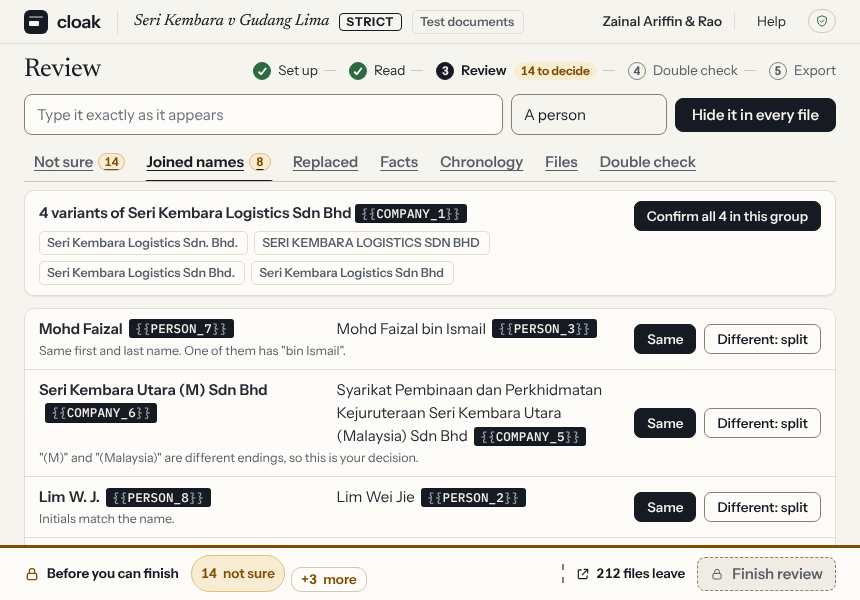 cloak Seri Kembara v Gudang Lima STRICT Test documents Zainal Ariffin & Rao Help
Review Set up Read 3 Review 14 to decide 4 Double check 5 Export
Type it exactly as it appears A person Hide it in every file
Not sure 14 Joined names 8 Replaced Facts Chronology Files Double check
4 variants of Seri Kembara Logistics Sdn Bhd {{COMPANY_1}} Confirm all 4 in this group
Seri Kembara Logistics Sdn. Bhd. SERI KEMBARA LOGISTICS SDN BHD
Seri Kembara Logistics Sdn Bhd. Seri Kembara Logistics Sdn Bhd
Mohd Faizal {{PERSON_7}} Mohd Faizal bin Ismail {{PERSON_3}} Same Different: split
Same first and last name. One of them has "bin Ismail".
Seri Kembara Utara (M) Sdn Bhd
{{COMPANY_6}}
Syarikat Pembinaan dan Perkhidmatan
Kejuruteraan Seri Kembara Utara
(Malaysia) Sdn Bhd {{COMPANY_5}}
Same Different: split
"(M)" and "(Malaysia)" are different endings, so this is your decision.
Lim W. J. {{PERSON_8}} Lim Wei Jie {{PERSON_2}} Same Different: split
Initials match the name.
Before you can finish 14 not sure +3 more 212 files leave Finish review